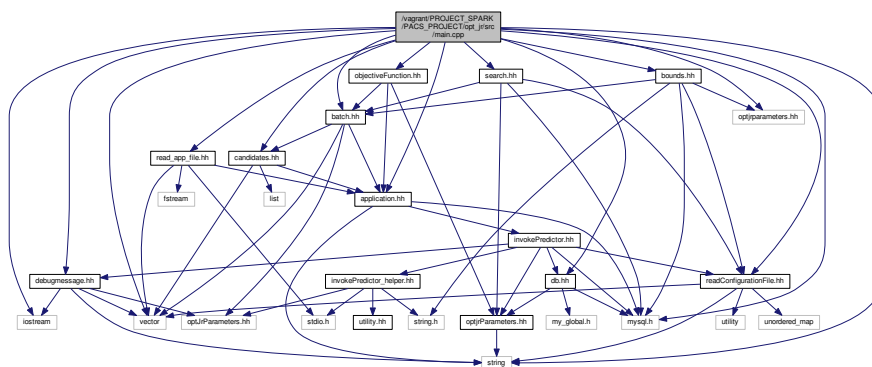 /vagrant/PROJECT_SPARK
/PACS_PROJECT/opt_jr/src
/main.cpp
objectiveFunction.hh
search.hh
bounds.hh
batch.hh
optjrparameters.hh
read_app_file.hh
candidates.hh
fstream
list
application.hh
invokePredictor.hh
debugmessage.hh
invokePredictor_helper.hh
db.hh
readConfigurationFile.hh
iostream
vector
optJrParameters.hh
stdio.h
utility.hh
string.h
optjrParameters.hh
my_global.h
mysql.h
utility
unordered_map
string